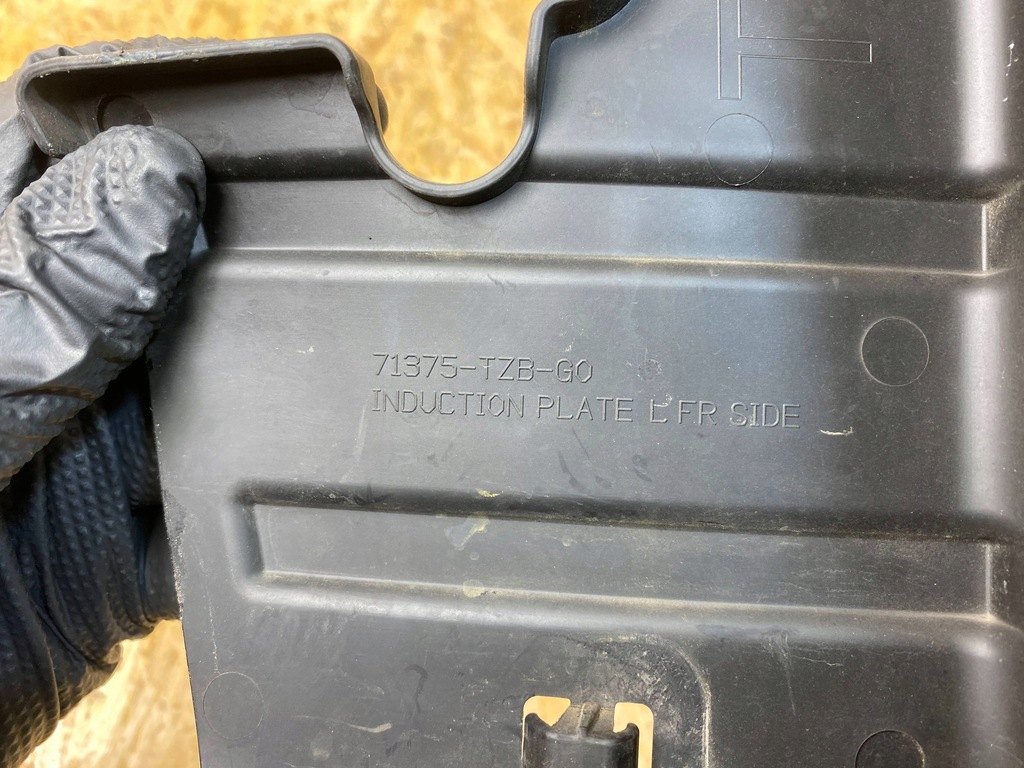 71375-TZB-G0
INDUCTION PLATE L FR SIDE